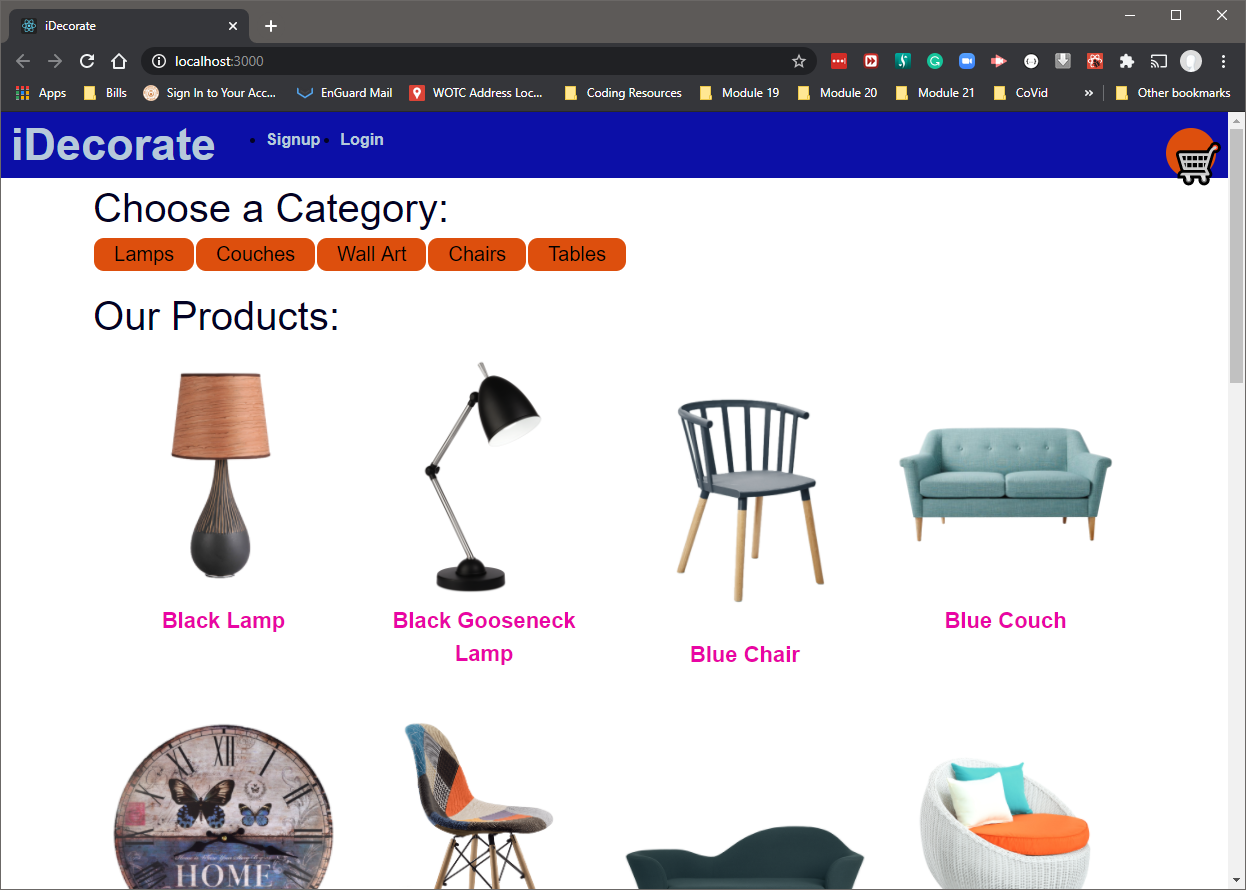 iDecorate
localhost:3000
Apps Bills Sign In to Your Acc... EnGuard Mail WOTC Address Loc... Coding Resources Module 19 Module 20 Module 21 CoVid » Other bookmarks
iDecorate Signup Login
Choose a Category:
Lamps Couches Wall Art Chairs Tables
Our Products:
Black Lamp
Black Gooseneck
Lamp
Blue Chair
Blue Couch
XII I
HOME